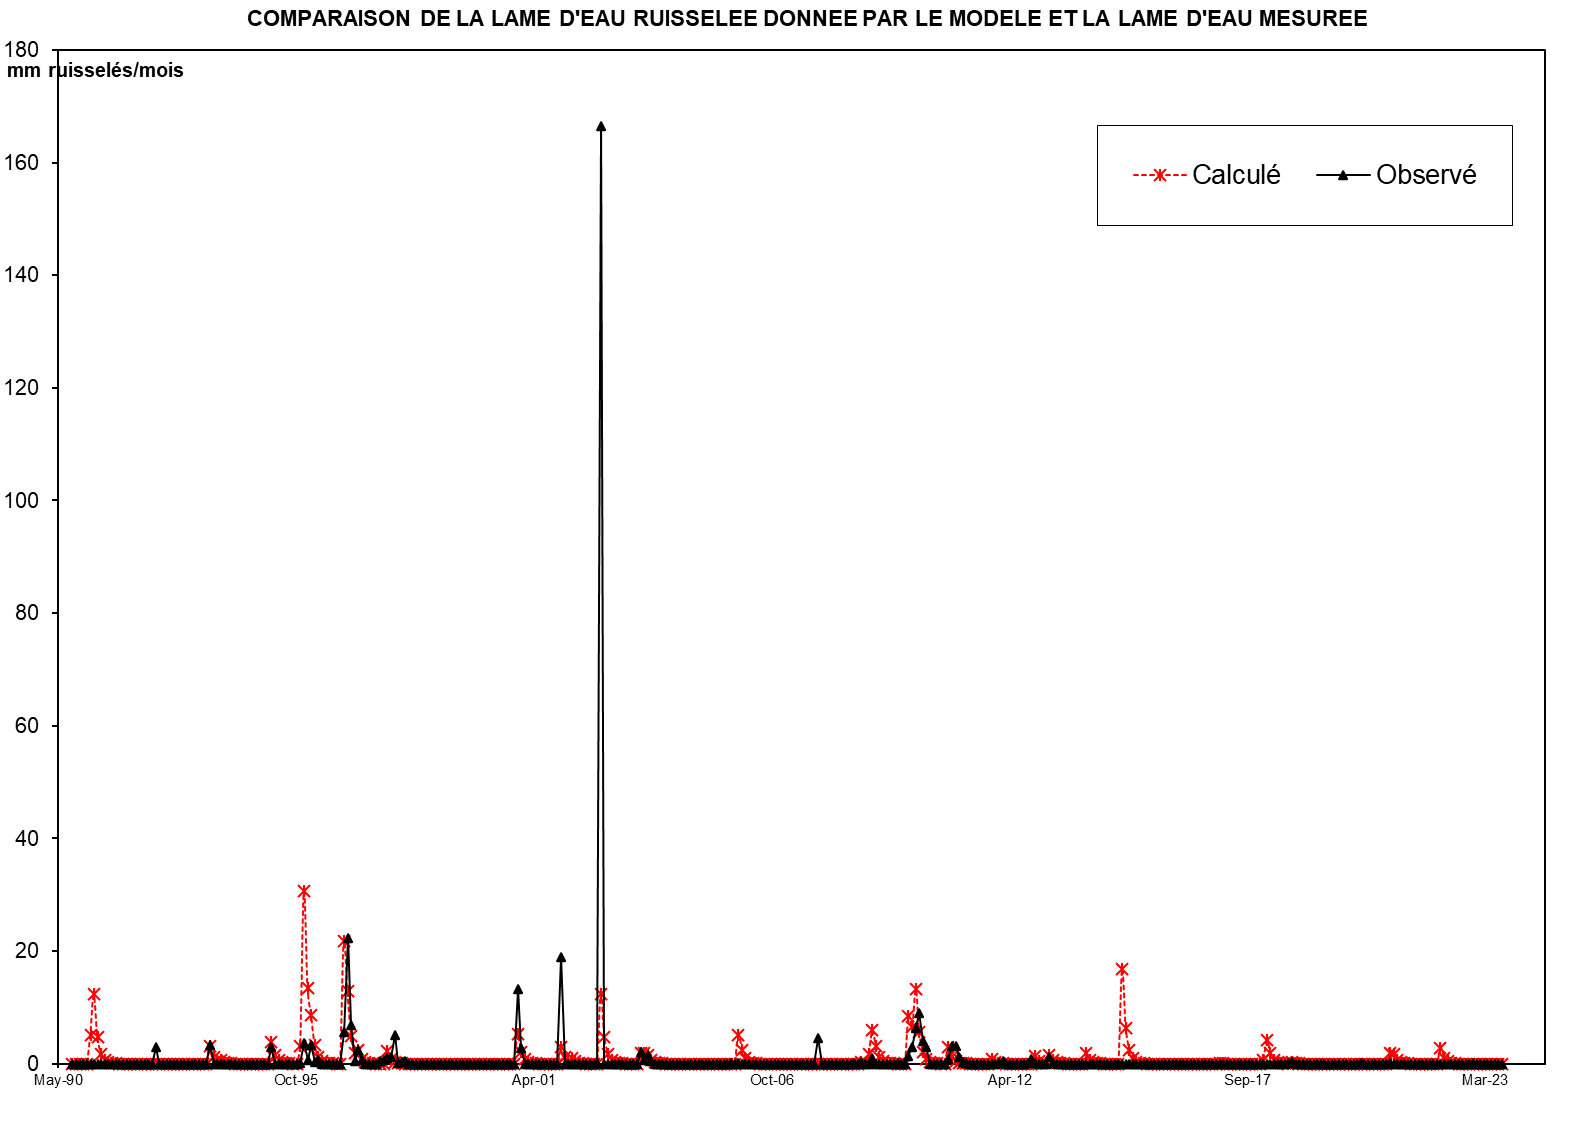 COMPARAISON DE LA LAME D'EAU RUISSELEE DONNEE PAR LE MODELE ET LA LAME D'EAU MESUREE
180
mm ruisselés/mois
160
Calculé Observé
140
120
100
80
60
40
20
0
May-90 Oct-95 Apr-01 Oct-06 Apr-12 Sep-17 Mar-23